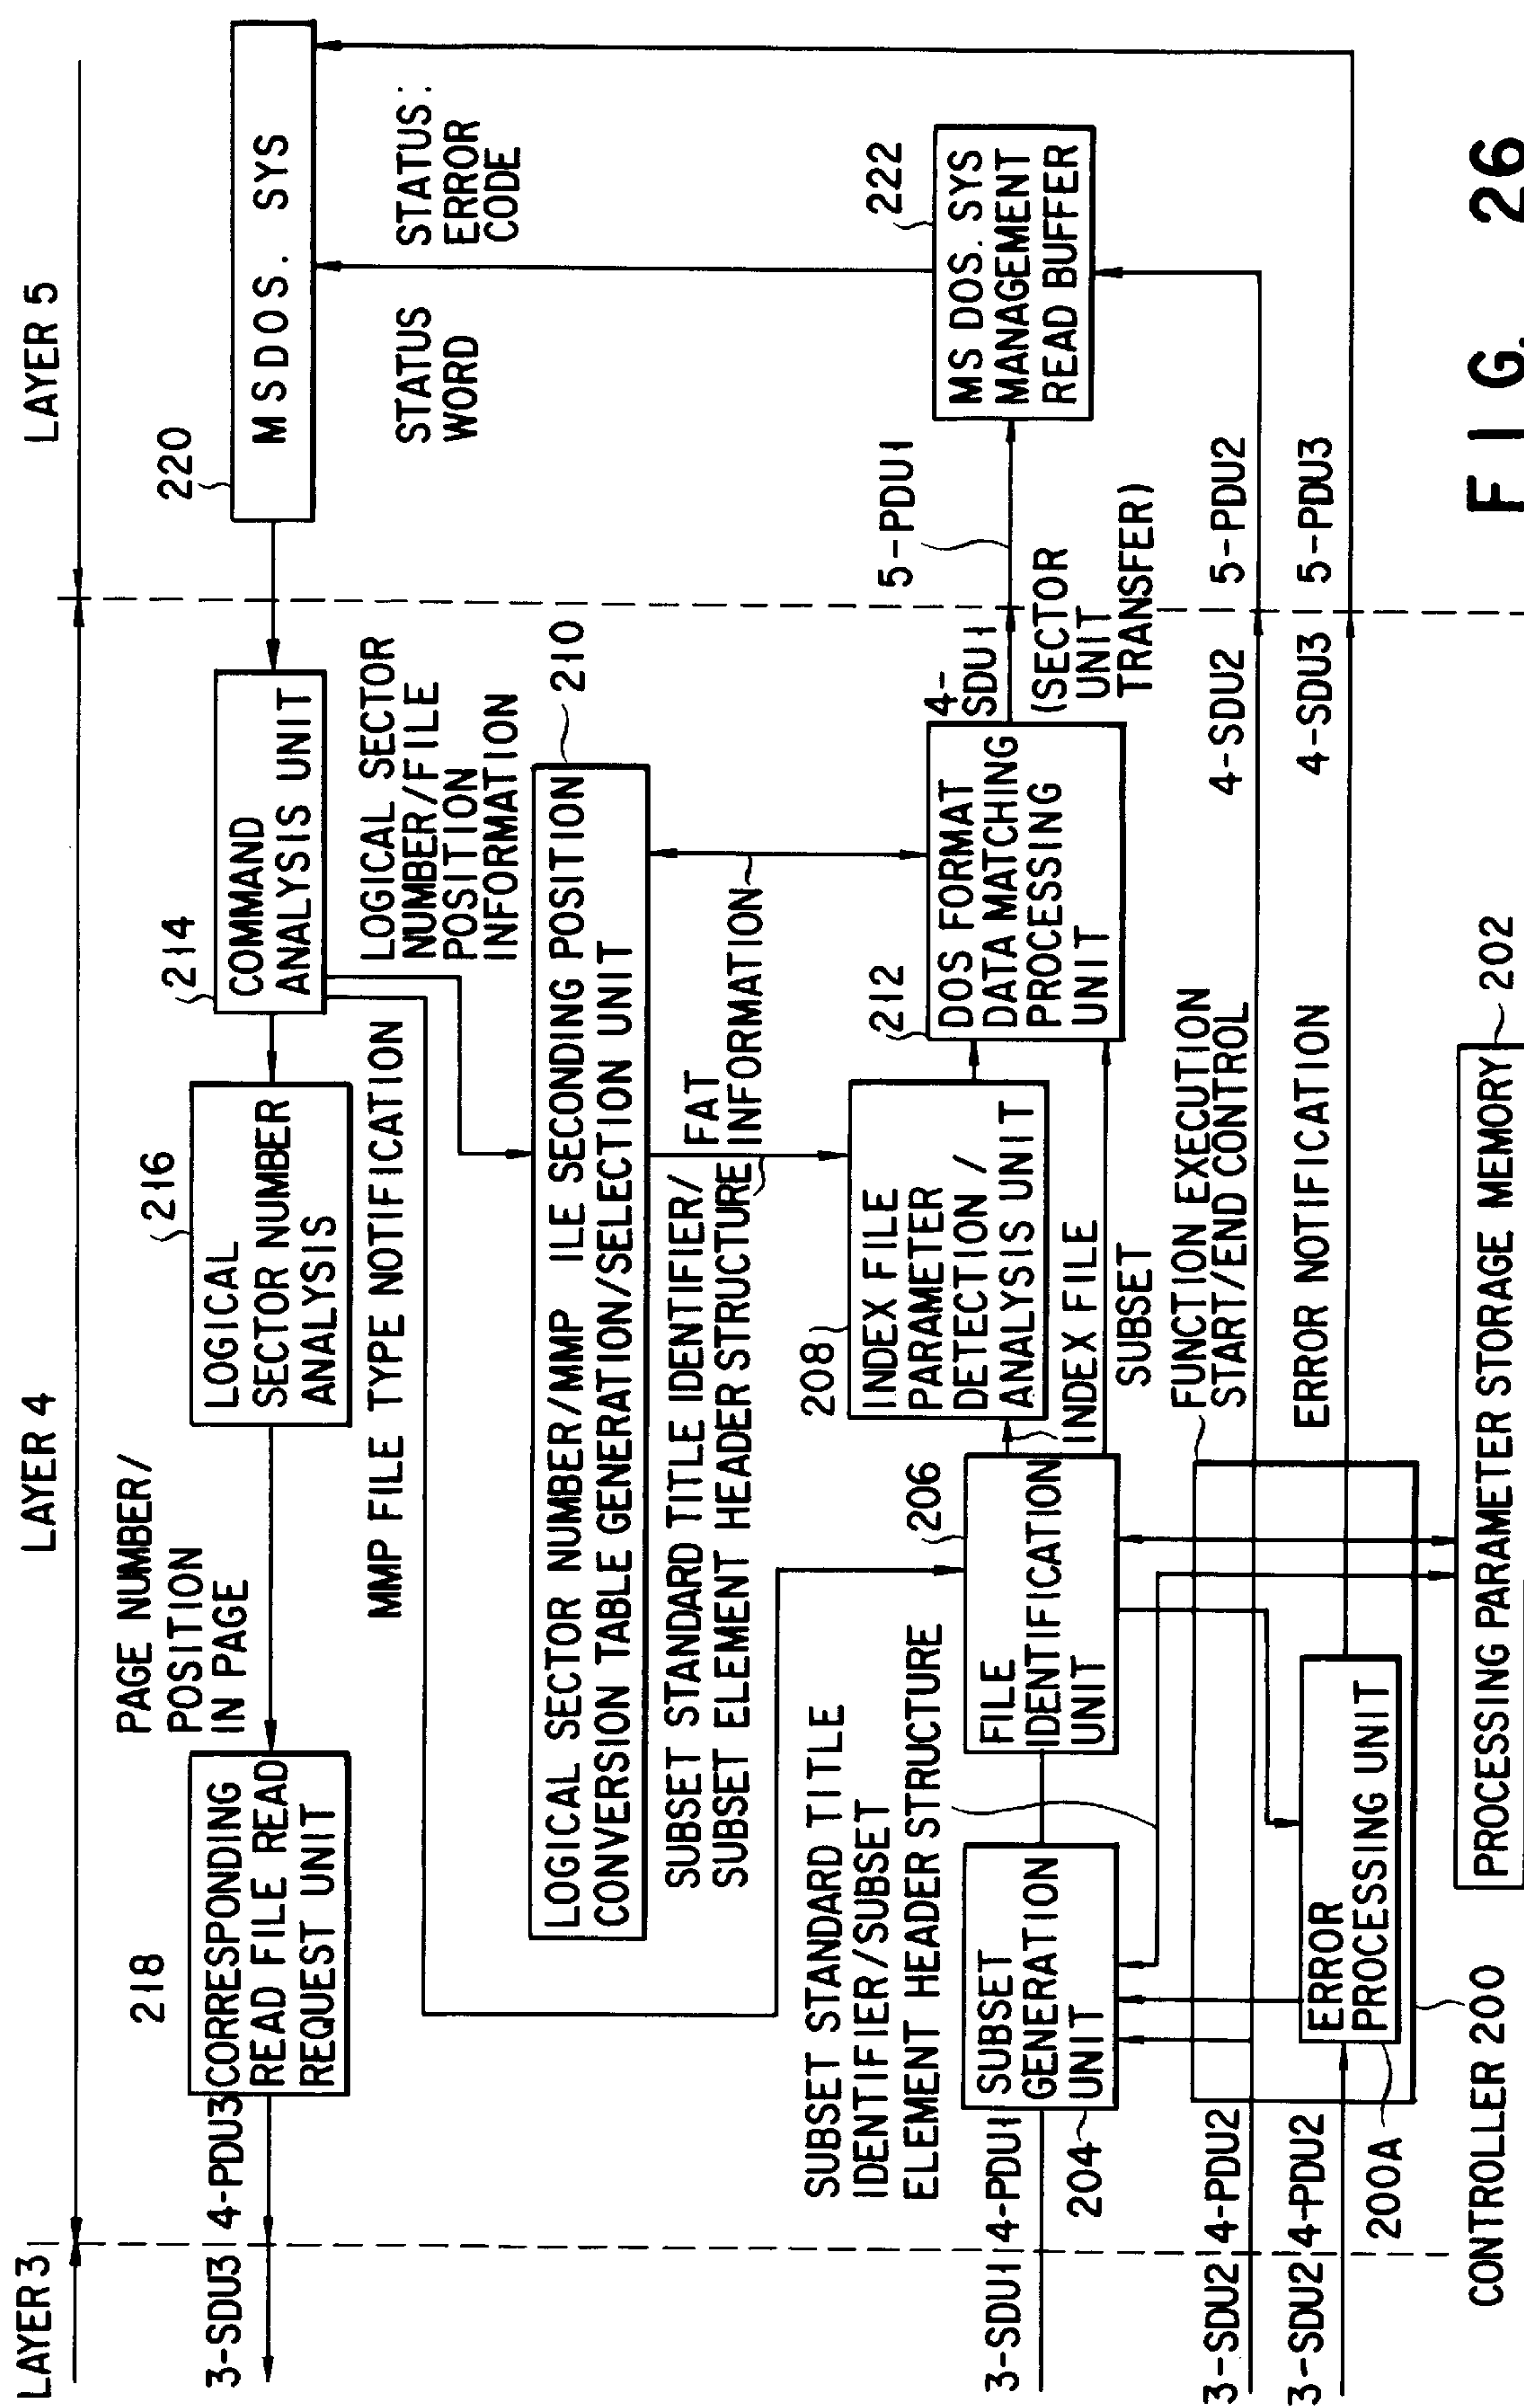 LAYER 3
LAYER 4
LAYER 5
3-SDU3
4-PDU3
218
CORRESPONDING
READ FILE READ
REQUEST UNIT
PAGE NUMBER/
POSITION
IN PAGE
216
LOGICAL
SECTOR NUMBER
ANALYSIS
214
COMMAND
ANALYSIS UNIT
220
MSDOS. SYS
MMP FILE TYPE NOTIFICATION
LOGICAL SECTOR
NUMBER/FILE
POSITION
INFORMATION
STATUS
WORD
STATUS:
ERROR
CODE
LOGICAL SECTOR NUMBER/MMP ILE SECONDING POSITION
CONVERSION TABLE GENERATION/SELECTION UNIT
210
SUBSET STANDARD TITLE IDENTIFIER/
SUBSET ELEMENT HEADER STRUCTURE
FAT
INFORMATION
SUBSET STANDARD TITLE
IDENTIFIER/SUBSET
ELEMENT HEADER STRUCTURE
206
208
INDEX FILE
PARAMETER
DETECTION/
ANALYSIS UNIT
212
DOS FORMAT
DATA MATCHING
PROCESSING
UNIT
4-
SDU1
5-PDU1
(SECTOR
UNIT
TRANSFER)
222
MS DOS. SYS
MANAGEMENT
READ BUFFER
3-SDU1
4-PDU1
SUBSET
GENERATION
UNIT
204
FILE
IDENTIFICATION
UNIT
INDEX FILE
SUBSET
3-SDU2
4-PDU2
FUNCTION EXECUTION
START/END CONTROL
4-SDU2
5-PDU2
3-SDU2
4-PDU2
200A
ERROR
PROCESSING UNIT
ERROR NOTIFICATION
4-SDU3
5-PDU3
CONTROLLER 200
200
PROCESSING PARAMETER STORAGE MEMORY
202
FIG. 26